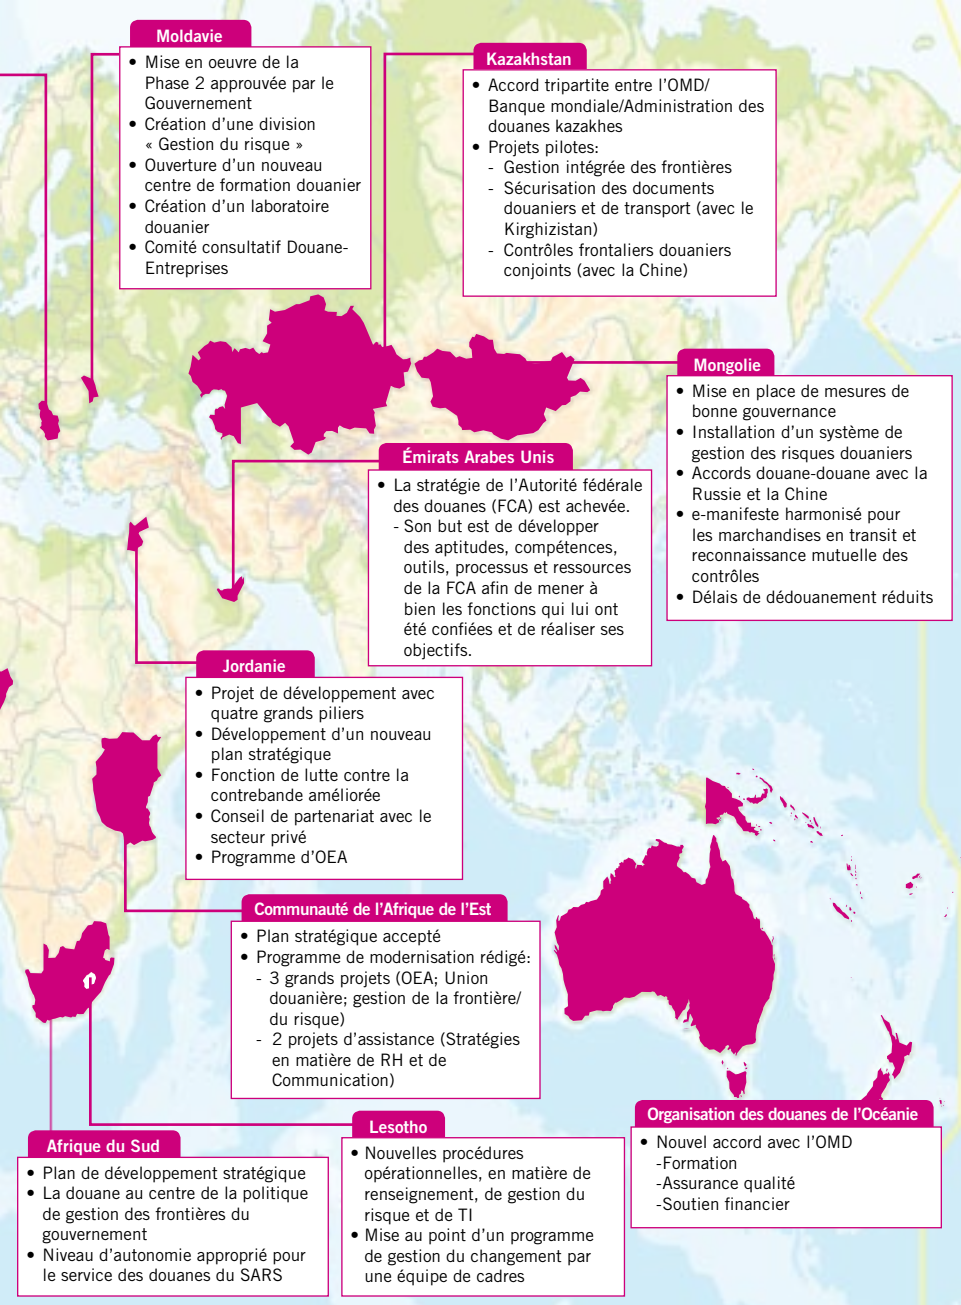 Moldavie
• Mise en oeuvre de la
Phase 2 approuvée par le
Gouvernement
• Création d'une division
« Gestion du risque »
• Ouverture d'un nouveau
centre de formation douanier
• Création d'un laboratoire
douanier
• Comité consultatif Douane-
Entreprises
Kazakhstan
• Accord tripartite entre l'OMD/
Banque mondiale/Administration des
douanes kazakhes
• Projets pilotes:
- Gestion intégrée des frontières
- Sécurisation des documents
douaniers et de transport (avec le
Kirghizistan)
- Contrôles frontaliers douaniers
conjoints (avec la Chine)
Mongolie
• Mise en place de mesures de
bonne gouvernance
• Installation d'un système de
gestion des risques douaniers
• Accords douane-douane avec la
Russie et la Chine
• e-manifeste harmonisé pour
les marchandises en transit et
reconnaissance mutuelle des
contrôles
• Délais de dédouanement réduits
Émirats Arabes Unis
• La stratégie de l'Autorité fédérale
des douanes (FCA) est achevée.
- Son but est de développer
des aptitudes, compétences,
outils, processus et ressources
de la FCA afin de mener à
bien les fonctions qui lui ont
été confiées et de réaliser ses
objectifs.
Jordanie
• Projet de développement avec
quatre grands piliers
• Développement d'un nouveau
plan stratégique
• Fonction de lutte contre la
contrebande améliorée
• Conseil de partenariat avec le
secteur privé
• Programme d'OEA
Communauté de l'Afrique de l'Est
• Plan stratégique accepté
• Programme de modernisation rédigé:
- 3 grands projets (OEA; Union
douanière; gestion de la frontière/
du risque)
- 2 projets d'assistance (Stratégies
en matière de RH et de
Communication)
Organisation des douanes de l'Océanie
• Nouvel accord avec l'OMD
-Formation
-Assurance qualité
-Soutien financier
Lesotho
• Nouvelles procédures
opérationnelles, en matière de
renseignement, de gestion du
risque et de TI
• Mise au point d'un programme
de gestion du changement par
une équipe de cadres
Afrique du Sud
• Plan de développement stratégique
• La douane au centre de la politique
de gestion des frontières du
gouvernement
• Niveau d'autonomie approprié pour
le service des douanes du SARS